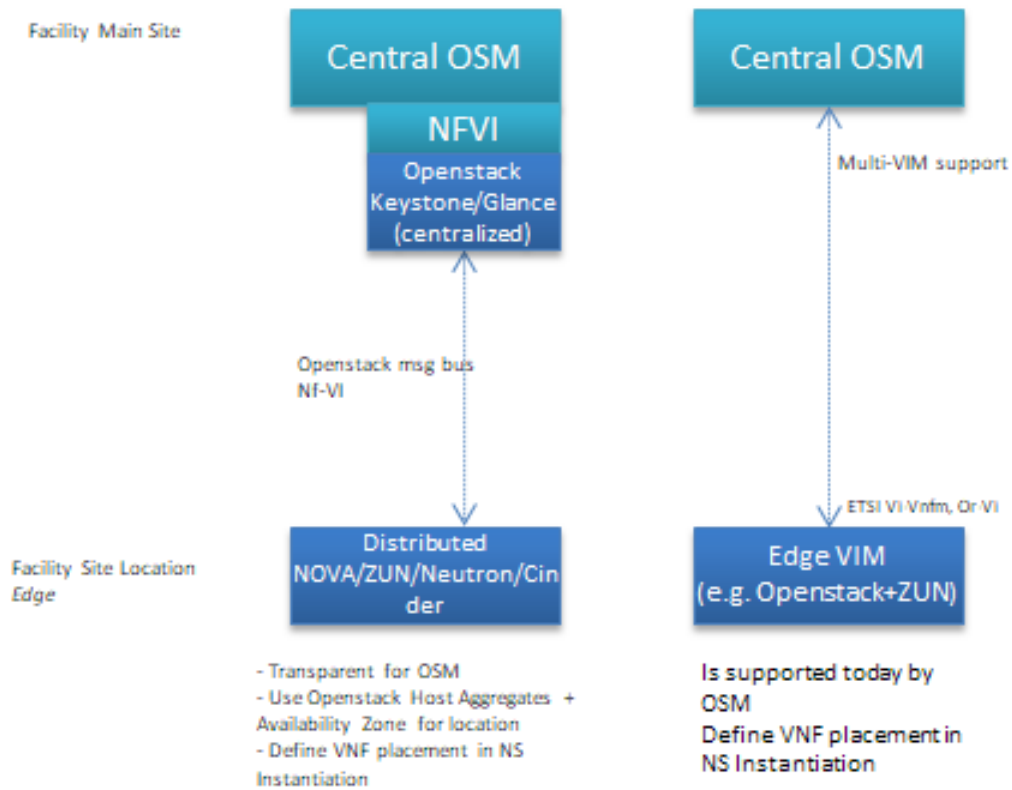 Facility Main Site
Central OSM
NFVI
Openstack
Keystone/Glance
(centralized)
Openstack msg bus
Nf-VI
Facility Site Location
Edge
Distributed
NOVA/ZUN/Neutron/Cin
der
- Transparent for OSM
- Use Openstack Host Aggregates +
Availability Zone for location
- Define VNF placement in NS
Instantiation
Central OSM
Multi-VIM support
ETSI Vi-Vnfm, Or-Vi
Edge VIM
(e.g. Openstack+ZUN)
Is supported today by
OSM
Define VNF placement in
NS Instantiation